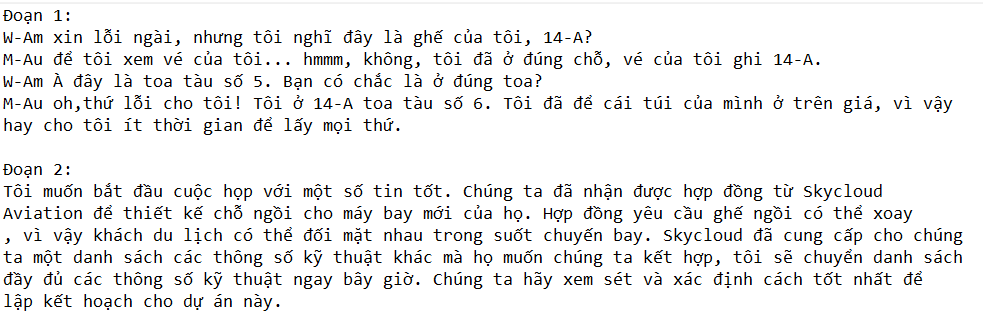 Đoạn 1:
W-Am xin lỗi ngài, nhưng tôi nghĩ đây là ghế của tôi, 14-A?
M-Au để tôi xem vé của tôi... hmmm, không, tôi đã ở đúng chỗ, vé của tôi ghi 14-A.
W-Am À đây là toa tàu số 5. Bạn có chắc là ở đúng toa?
M-Au oh,thứ lỗi cho tôi! Tôi ở 14-A toa tàu số 6. Tôi đã để cái túi của mình ở trên giá, vì vậy
hay cho tôi ít thời gian để lấy mọi thứ.
Đoạn 2:
Tôi muốn bắt đầu cuộc họp với một số tin tốt. Chúng ta đã nhận được hợp đồng từ Skycloud
Aviation để thiết kế chỗ ngồi cho máy bay mới của họ. Hợp đồng yêu cầu ghế ngồi có thể xoay
, vì vậy khách du lịch có thể đối mặt nhau trong suốt chuyến bay. Skycloud đã cung cấp cho chúng
ta một danh sách các thông số kỹ thuật khác mà họ muốn chúng ta kết hợp, tôi sẽ chuyển danh sách
đầy đủ các thông số kỹ thuật ngay bây giờ. Chúng ta hãy xem sét và xác định cách tốt nhất để
lập kết hoạch cho dự án này.